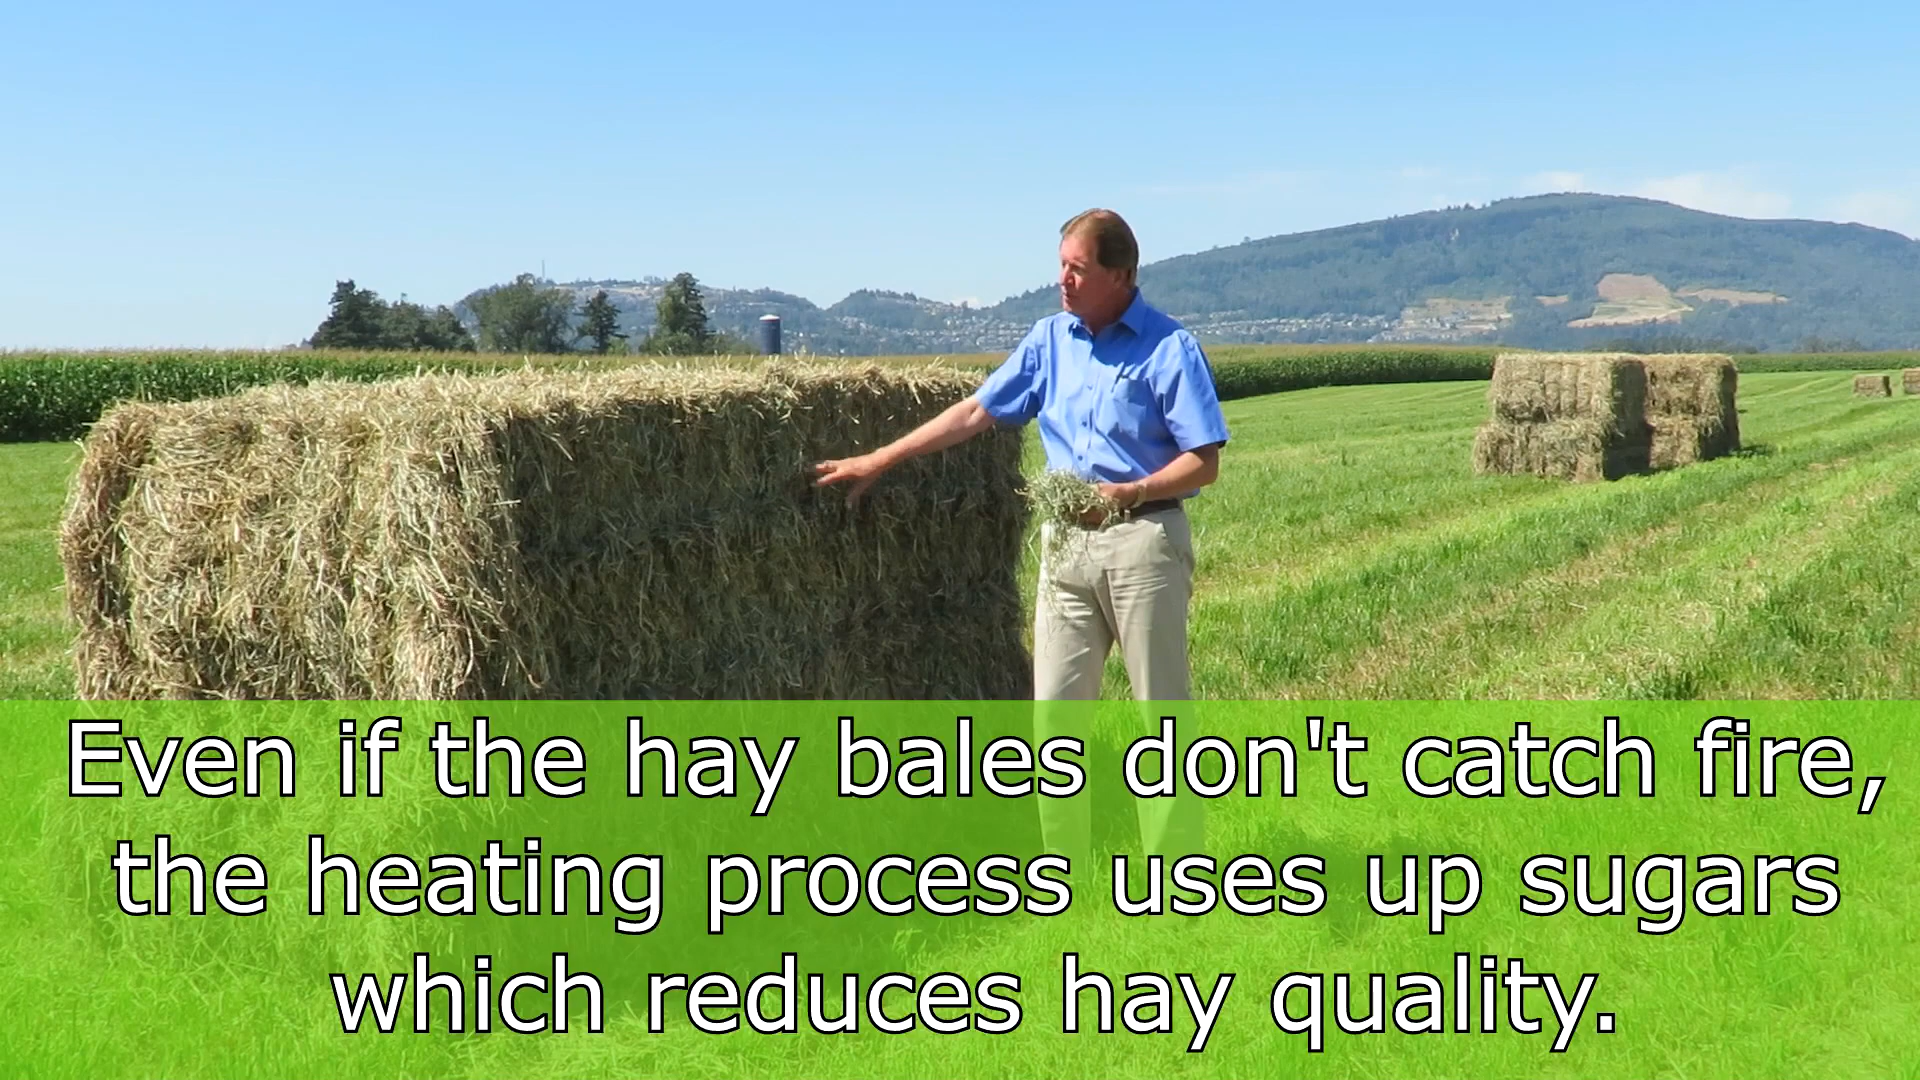 Even if the hay bales don't catch fire,
the heating process uses up sugars
which reduces hay quality.